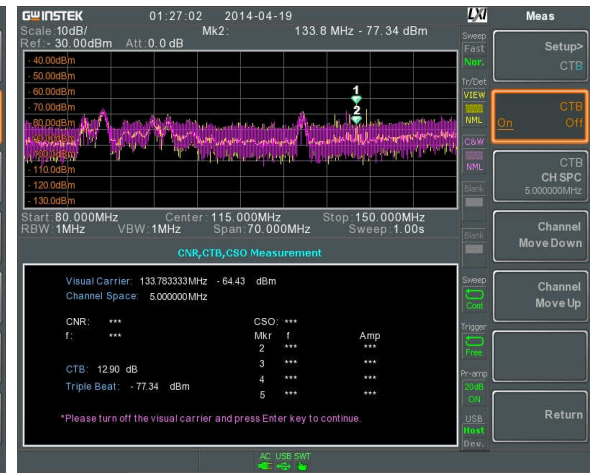 GWINSTEK 01:27:02 2014-04-19 LXI
Scale:10dB/ Mk2: 133.8 MHz - 77.34 dBm
Ref:- 30.00dBm Att:0.0 dB
- 40.00dBm
- 50.00dBm
- 60.00dBm
- 70.00dBm
- 80.00dBm
- 110.0dBm
- 120.0dBm
- 130.0dBm
1
2
Start:80.000MHz Center:115.000MHz Stop:150.000MHz
RBW:1MHz VBW:1MHz Span:70.000MHz Sweep:1.00s
CNR,CTB,CSO Measurement
Visual Carrier: 133.783333MHz - 64.43 dBm
Channel Space: 5.000000MHz
CNR: *** CSO: ***
f: *** Mkr f Amp
2 *** ***
3 *** ***
CTB: 12.90 dB
4 *** ***
Triple Beat: - 77.34 dBm
5 *** ***
*Please turn off the visual carrier and press Enter key to continue.
AC USB SWT
Sweep
Fast
Nor.
Tr/Det
VIEW
NML
C&W
NML
Blank
Blank
Sweep
Cont
Trigger
Free
Pr-amp
20dB
ON
USB
Host
Dev.
Meas
Setup>
CTB
CTB
On Off
CTB
CH SPC
5.000000MHz
Channel
Move Down
Channel
Move Up
Return